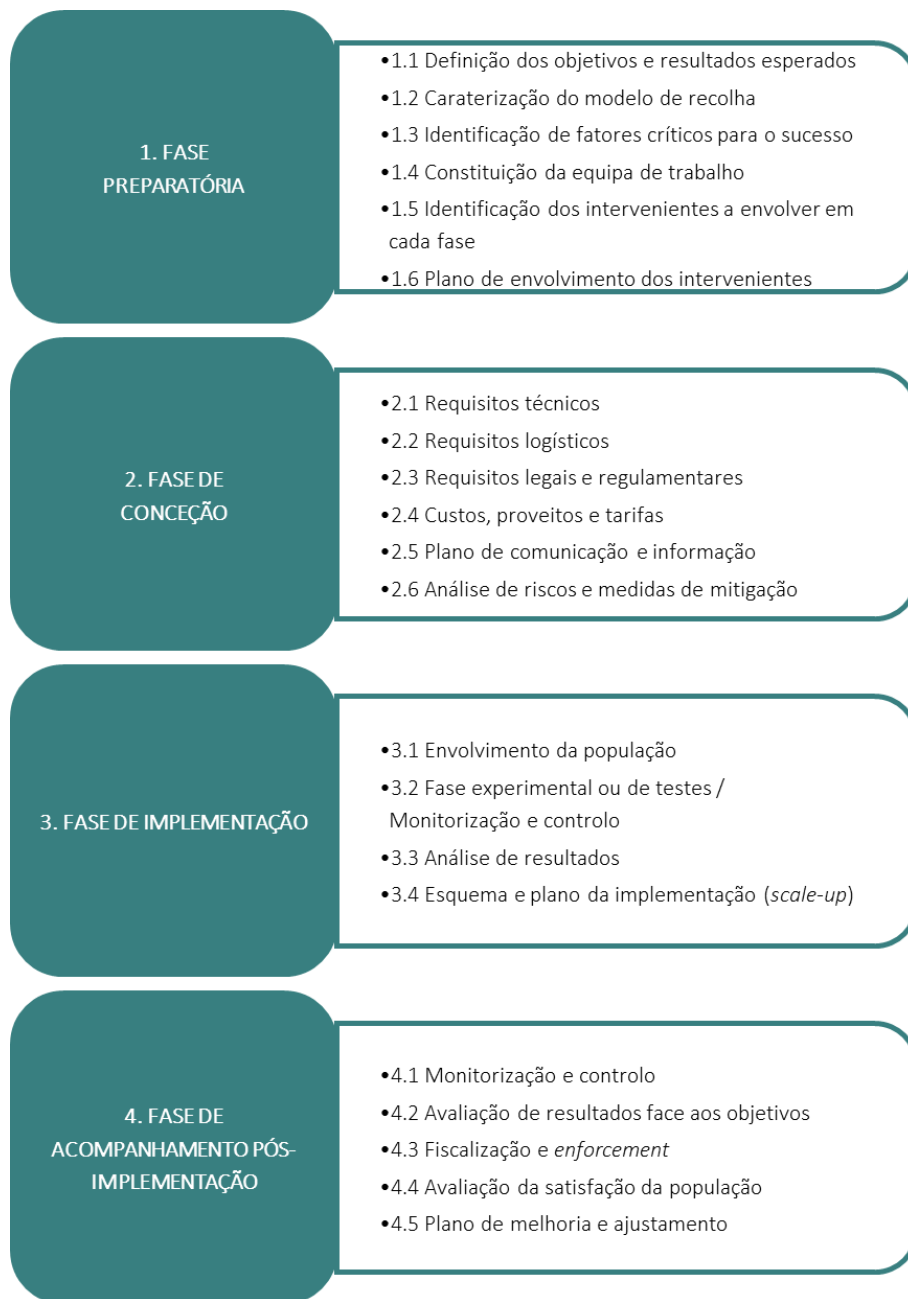 1. FASE
PREPARATÓRIA
•1.1 Definição dos objetivos e resultados esperados
•1.2 Caraterização do modelo de recolha
•1.3 Identificação de fatores críticos para o sucesso
•1.4 Constituição da equipa de trabalho
•1.5 Identificação dos intervenientes a envolver em
cada fase
•1.6 Plano de envolvimento dos intervenientes
2. FASE DE
CONCEÇÃO
•2.1 Requisitos técnicos
•2.2 Requisitos logísticos
•2.3 Requisitos legais e regulamentares
•2.4 Custos, proveitos e tarifas
•2.5 Plano de comunicação e informação
•2.6 Análise de riscos e medidas de mitigação
3. FASE DE IMPLEMENTAÇÃO
•3.1 Envolvimento da população
•3.2 Fase experimental ou de testes /
Monitorização e controlo
•3.3 Análise de resultados
•3.4 Esquema e plano da implementação (scale-up)
4. FASE DE
ACOMPANHAMENTO PÓS-
IMPLEMENTAÇÃO
•4.1 Monitorização e controlo
•4.2 Avaliação de resultados face aos objetivos
•4.3 Fiscalização e enforcement
•4.4 Avaliação da satisfação da população
•4.5 Plano de melhoria e ajustamento